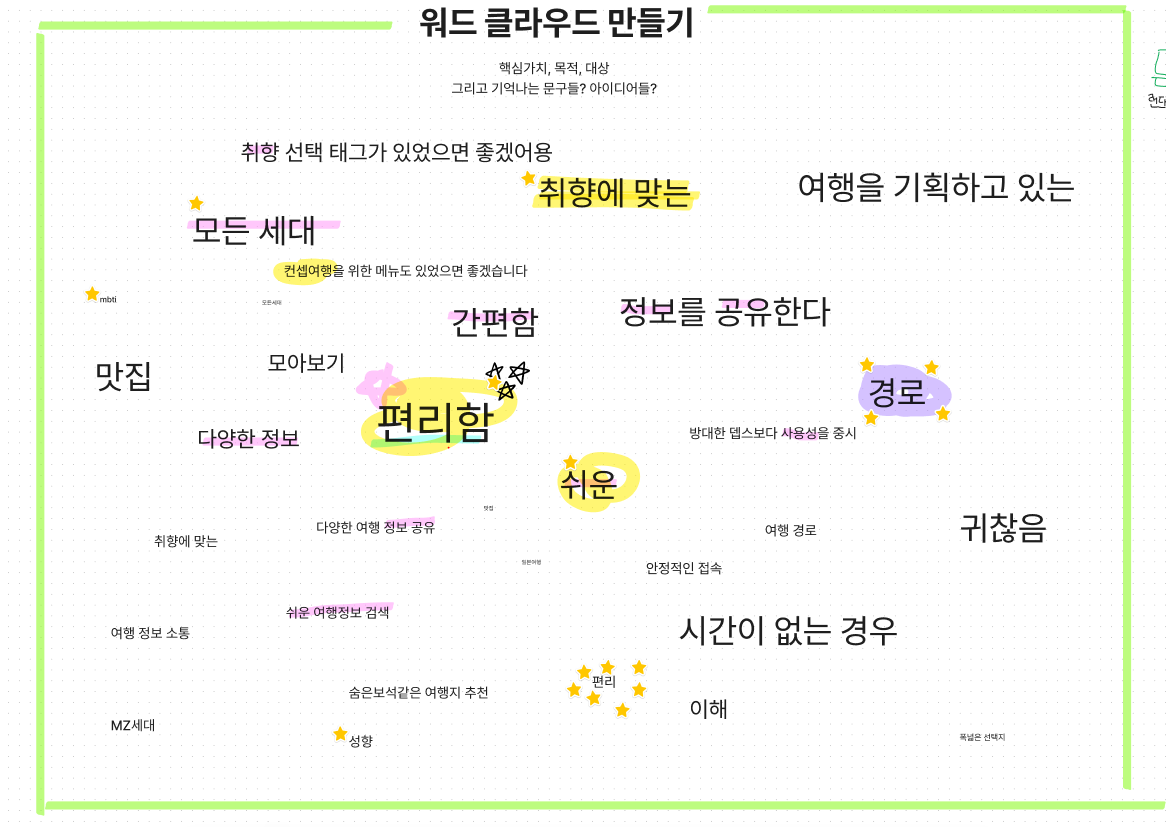 워드 클라우드 만들기
핵심가치, 목적, 대상
그리고 기억나는 문구들? 아이디어들?
취향 선택 태그가 있었으면 좋겠어용
취향에 맞는
여행을 기획하고 있는
모든 세대
컨셉여행을 위한 메뉴도 있었으면 좋겠습니다
mbti
모든세대
간편함
정보를 공유한다
맛집
모아보기
편리함
경로
다양한 정보
방대한 뎁스보다 사용성을 중시
쉬운
맛집
다양한 여행 정보 공유
취향에 맞는
여행 경로
귀찮음
일본여행
안정적인 접속
쉬운 여행정보 검색
여행 정보 소통
시간이 없는 경우
편리
숨은보석같은 여행지 추천
이해
MZ세대
성향
폭넓은 선택지